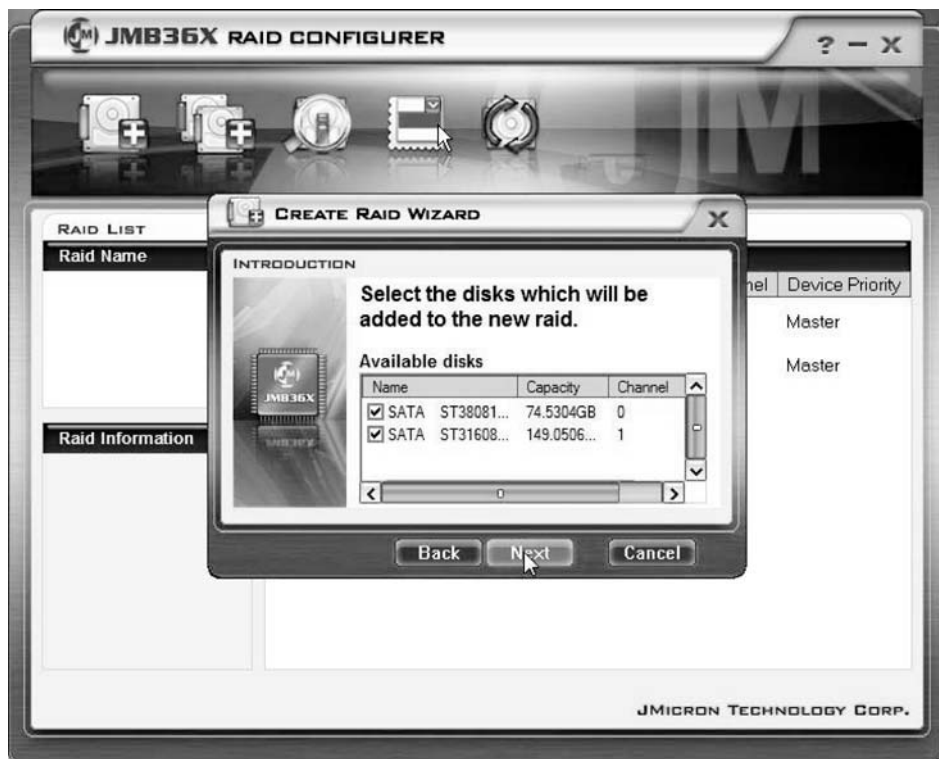 JMB36X RAID CONFIGURER
? – X
JM
RAID LIST
Raid Name
CREATE RAID WIZARD
X
INTRODUCTION
JMB36X
Select the disks which will be
added to the new raid.
Available disks
Name Capacity Channel
SATA ST38081... 74.5304GB 0
SATA ST31608... 149.0506... 1
nel Device Priority
Master
Master
Raid Information
Back Next Cancel
JMICRON TECHNOLOGY CORP.